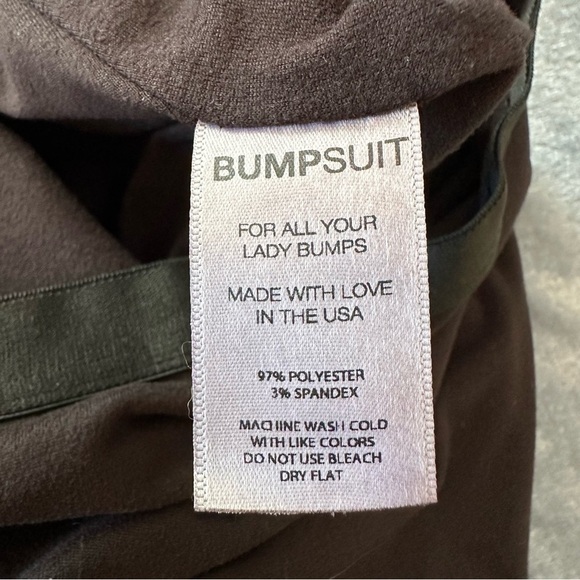 BUMPSUIT
FOR ALL YOUR
LADY BUMPS
MADE WITH LOVE
IN THE USA
97% POLYESTER
3% SPANDEX
MACHINE WASH COLD
WITH LIKE COLORS
DO NOT USE BLEACH
DRY FLAT